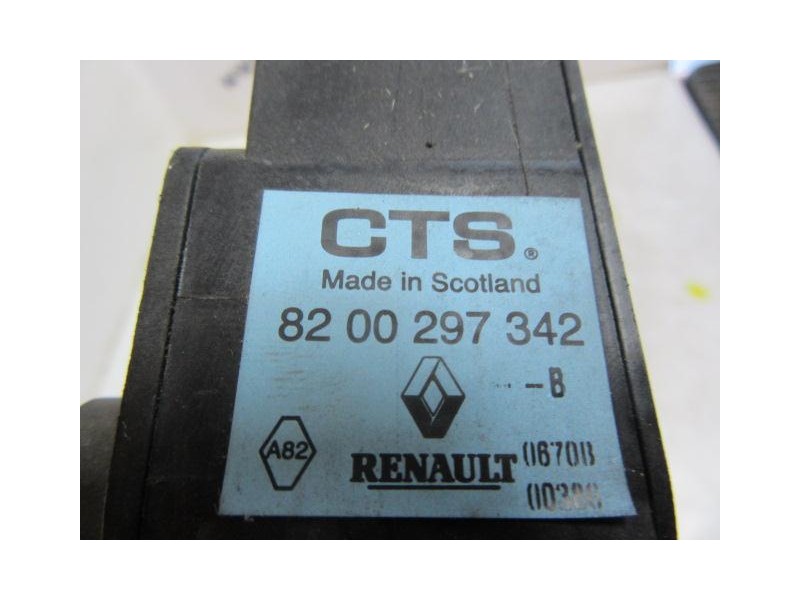 CTS®
Made in Scotland
82 00 297 342
-B
A82
RENAULT